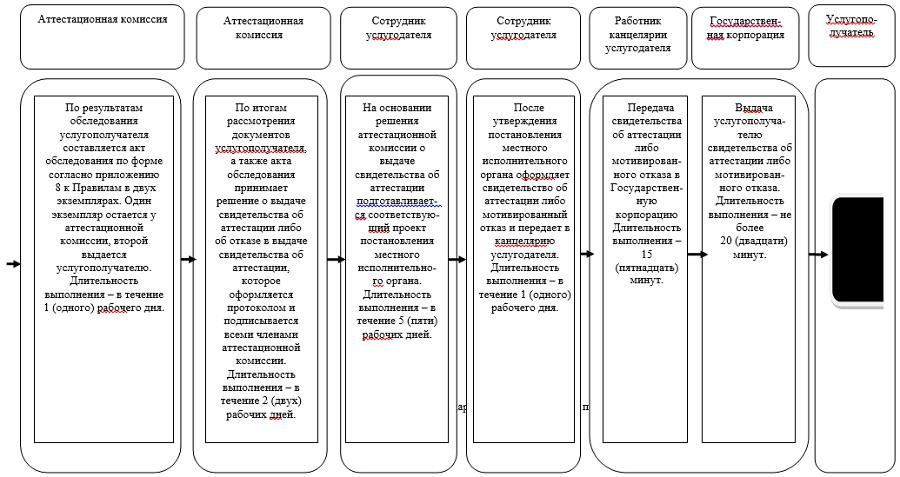 Аттестационная комиссия
Аттестационная
комиссия
Сотрудник
услугодателя
Сотрудник
услугодателя
Работник
канцелярии
услугодателя
Государствен-
ная корпорация
Услугопо-
лучатель
По результатам
обследования
услугополучателя
составляется акт
обследования по форме
согласно приложению
8 к Правилам в двух
экземплярах. Один
экземпляр остается у
аттестационной
комиссии, второй
выдается
услугополучателю.
Длительность
выполнения – в течение
1 (одного) рабочего дня.
По итогам
рассмотрения
документов
услугополучателя,
а также акта
обследования
принимает
решение о выдаче
свидетельства об
аттестации либо
об отказе в выдаче
свидетельства об
аттестации,
которое
оформляется
протоколом и
подписывается
всеми членами
аттестационной
комиссии.
Длительность
выполнения – в
течение 2 (двух)
рабочих дней.
На основании
решения
аттестационной
комиссии о
выдаче
свидетельства об
аттестации
подготавливает-
ся соответствую-
щий проект
постановления
местного
исполнительно-
го органа.
Длительность
выполнения – в
течение 5 (пяти)
рабочих дней.
После
утверждения
постановления
местного
исполнительного
органа оформляет
свидетельство об
аттестации либо
мотивированный
отказ и передает в
канцелярию
услугодателя.
Длительность
выполнения – в
течение 1 (одного)
рабочего дня.
Передача
свидетельства
об аттестации
либо
мотивирован-
ного отказа в
Государствен-
ную
корпорацию
Длительность
выполнения –
15
(пятнадцать)
минут.
Выдача
услугополуча-
телю
свидетельства об
аттестации либо
мотивирован-
ного отказа.
Длительность
выполнения – не
более
20 (двадцати)
минут.